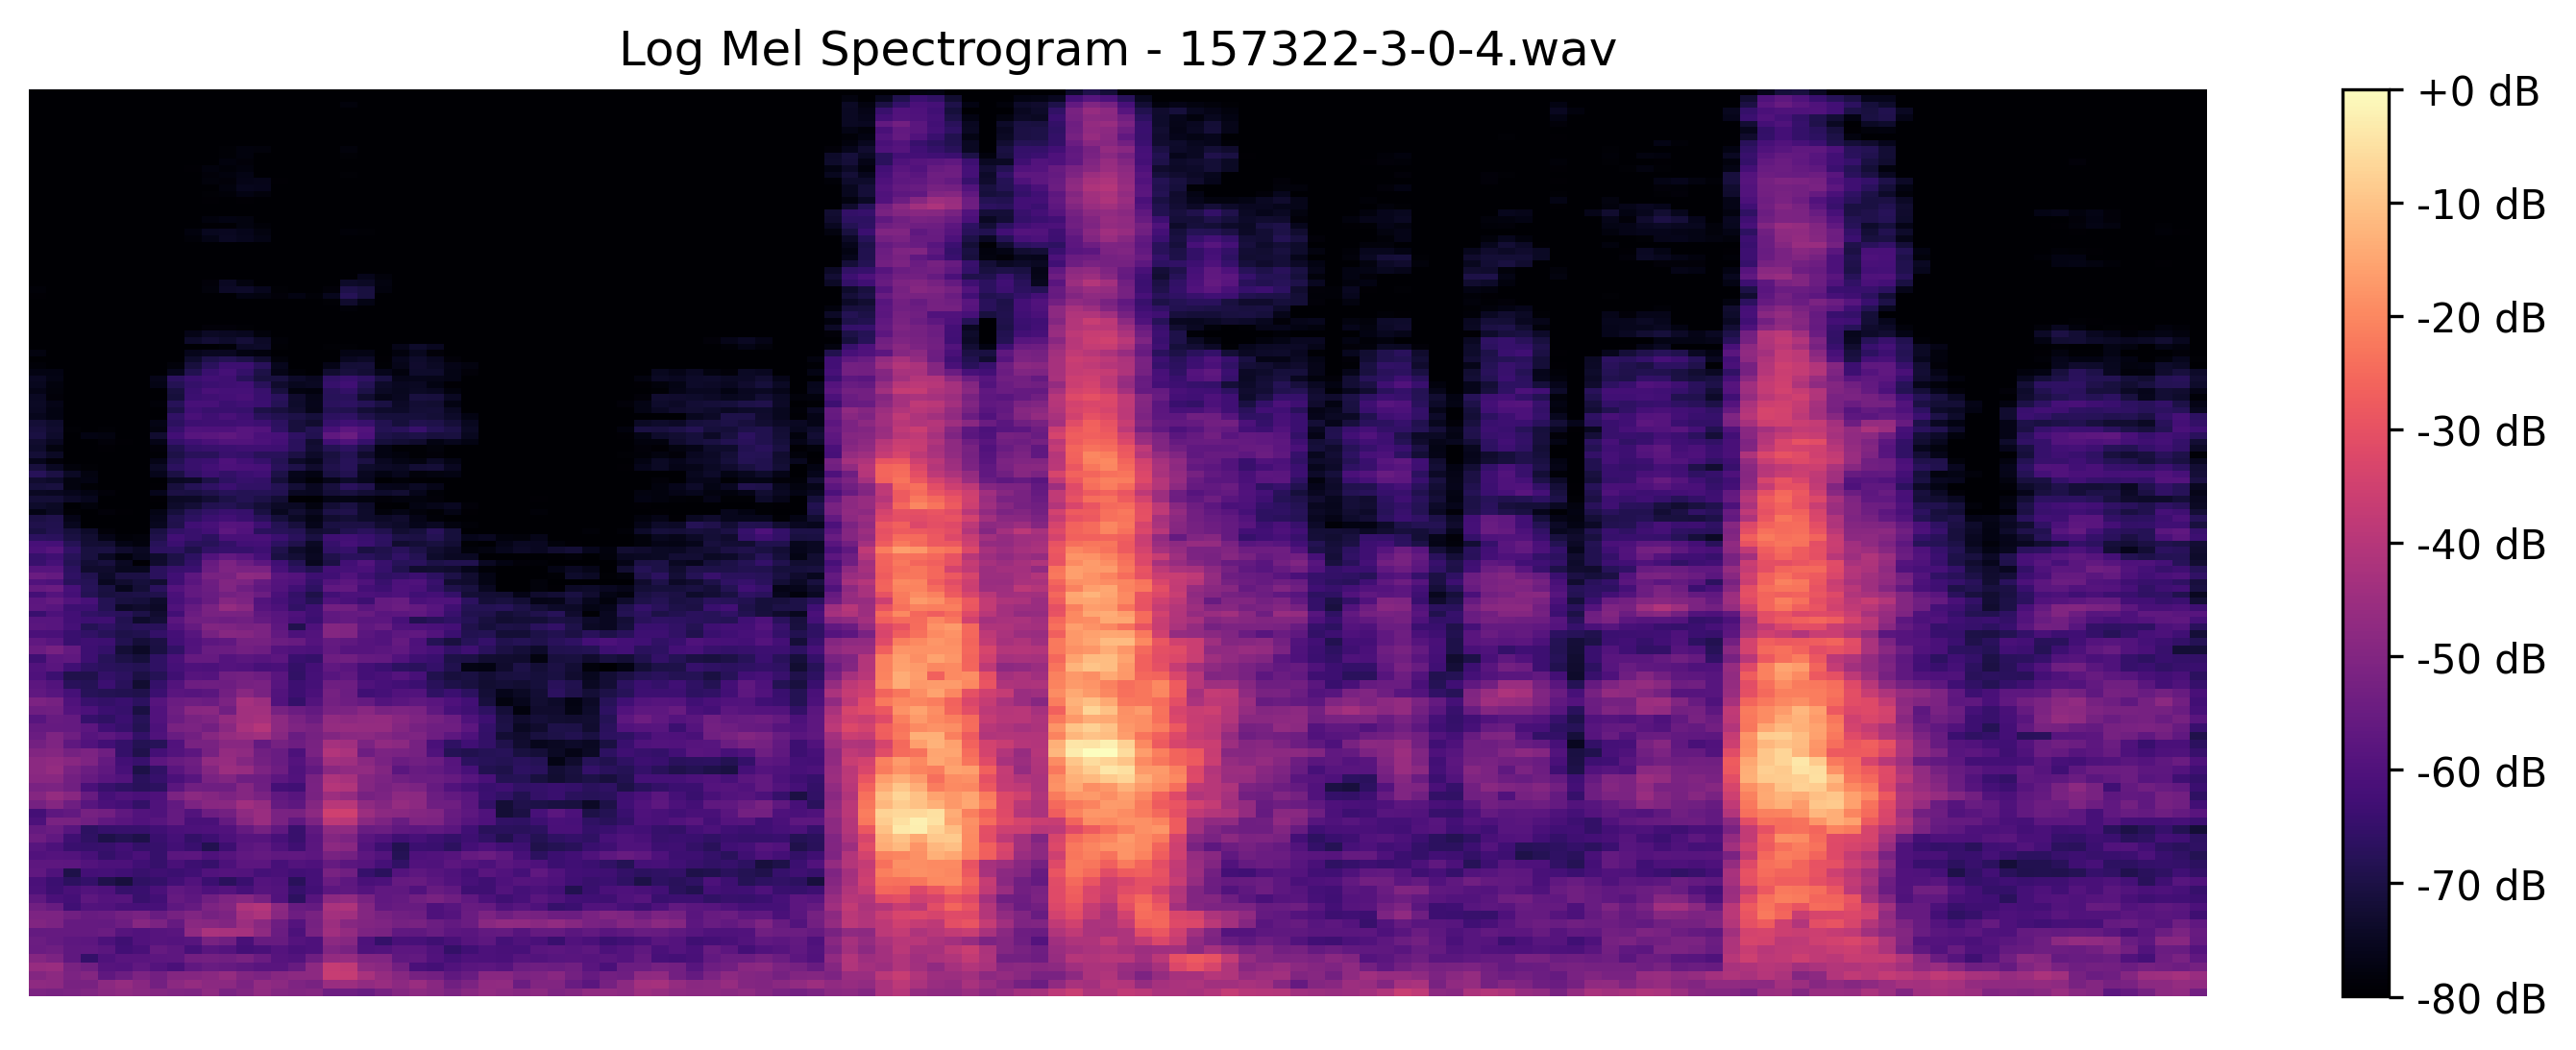 Log Mel Spectrogram - 157322-3-0-4.wav
+0 dB
-10 dB
-20 dB
-30 dB
-40 dB
-50 dB
-60 dB
-70 dB
-80 dB